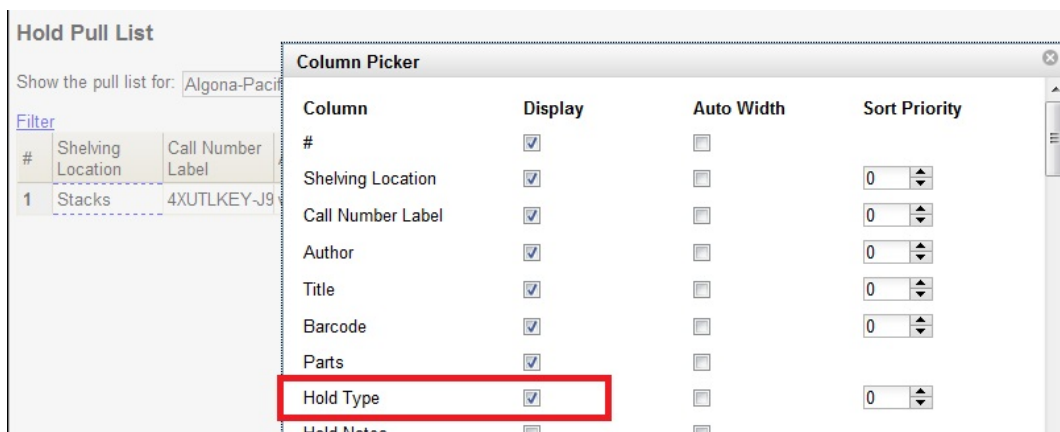 Hold Pull List
Show the pull list for: Algona-Pacif
Filter
# Shelving Location Call Number Label
1 Stacks 4XUTLKEY-J9
Column Picker
Column Display Auto Width Sort Priority
#
Shelving Location 0
Call Number Label 0
Author 0
Title 0
Barcode 0
Parts
Hold Type 0
Hold Notes